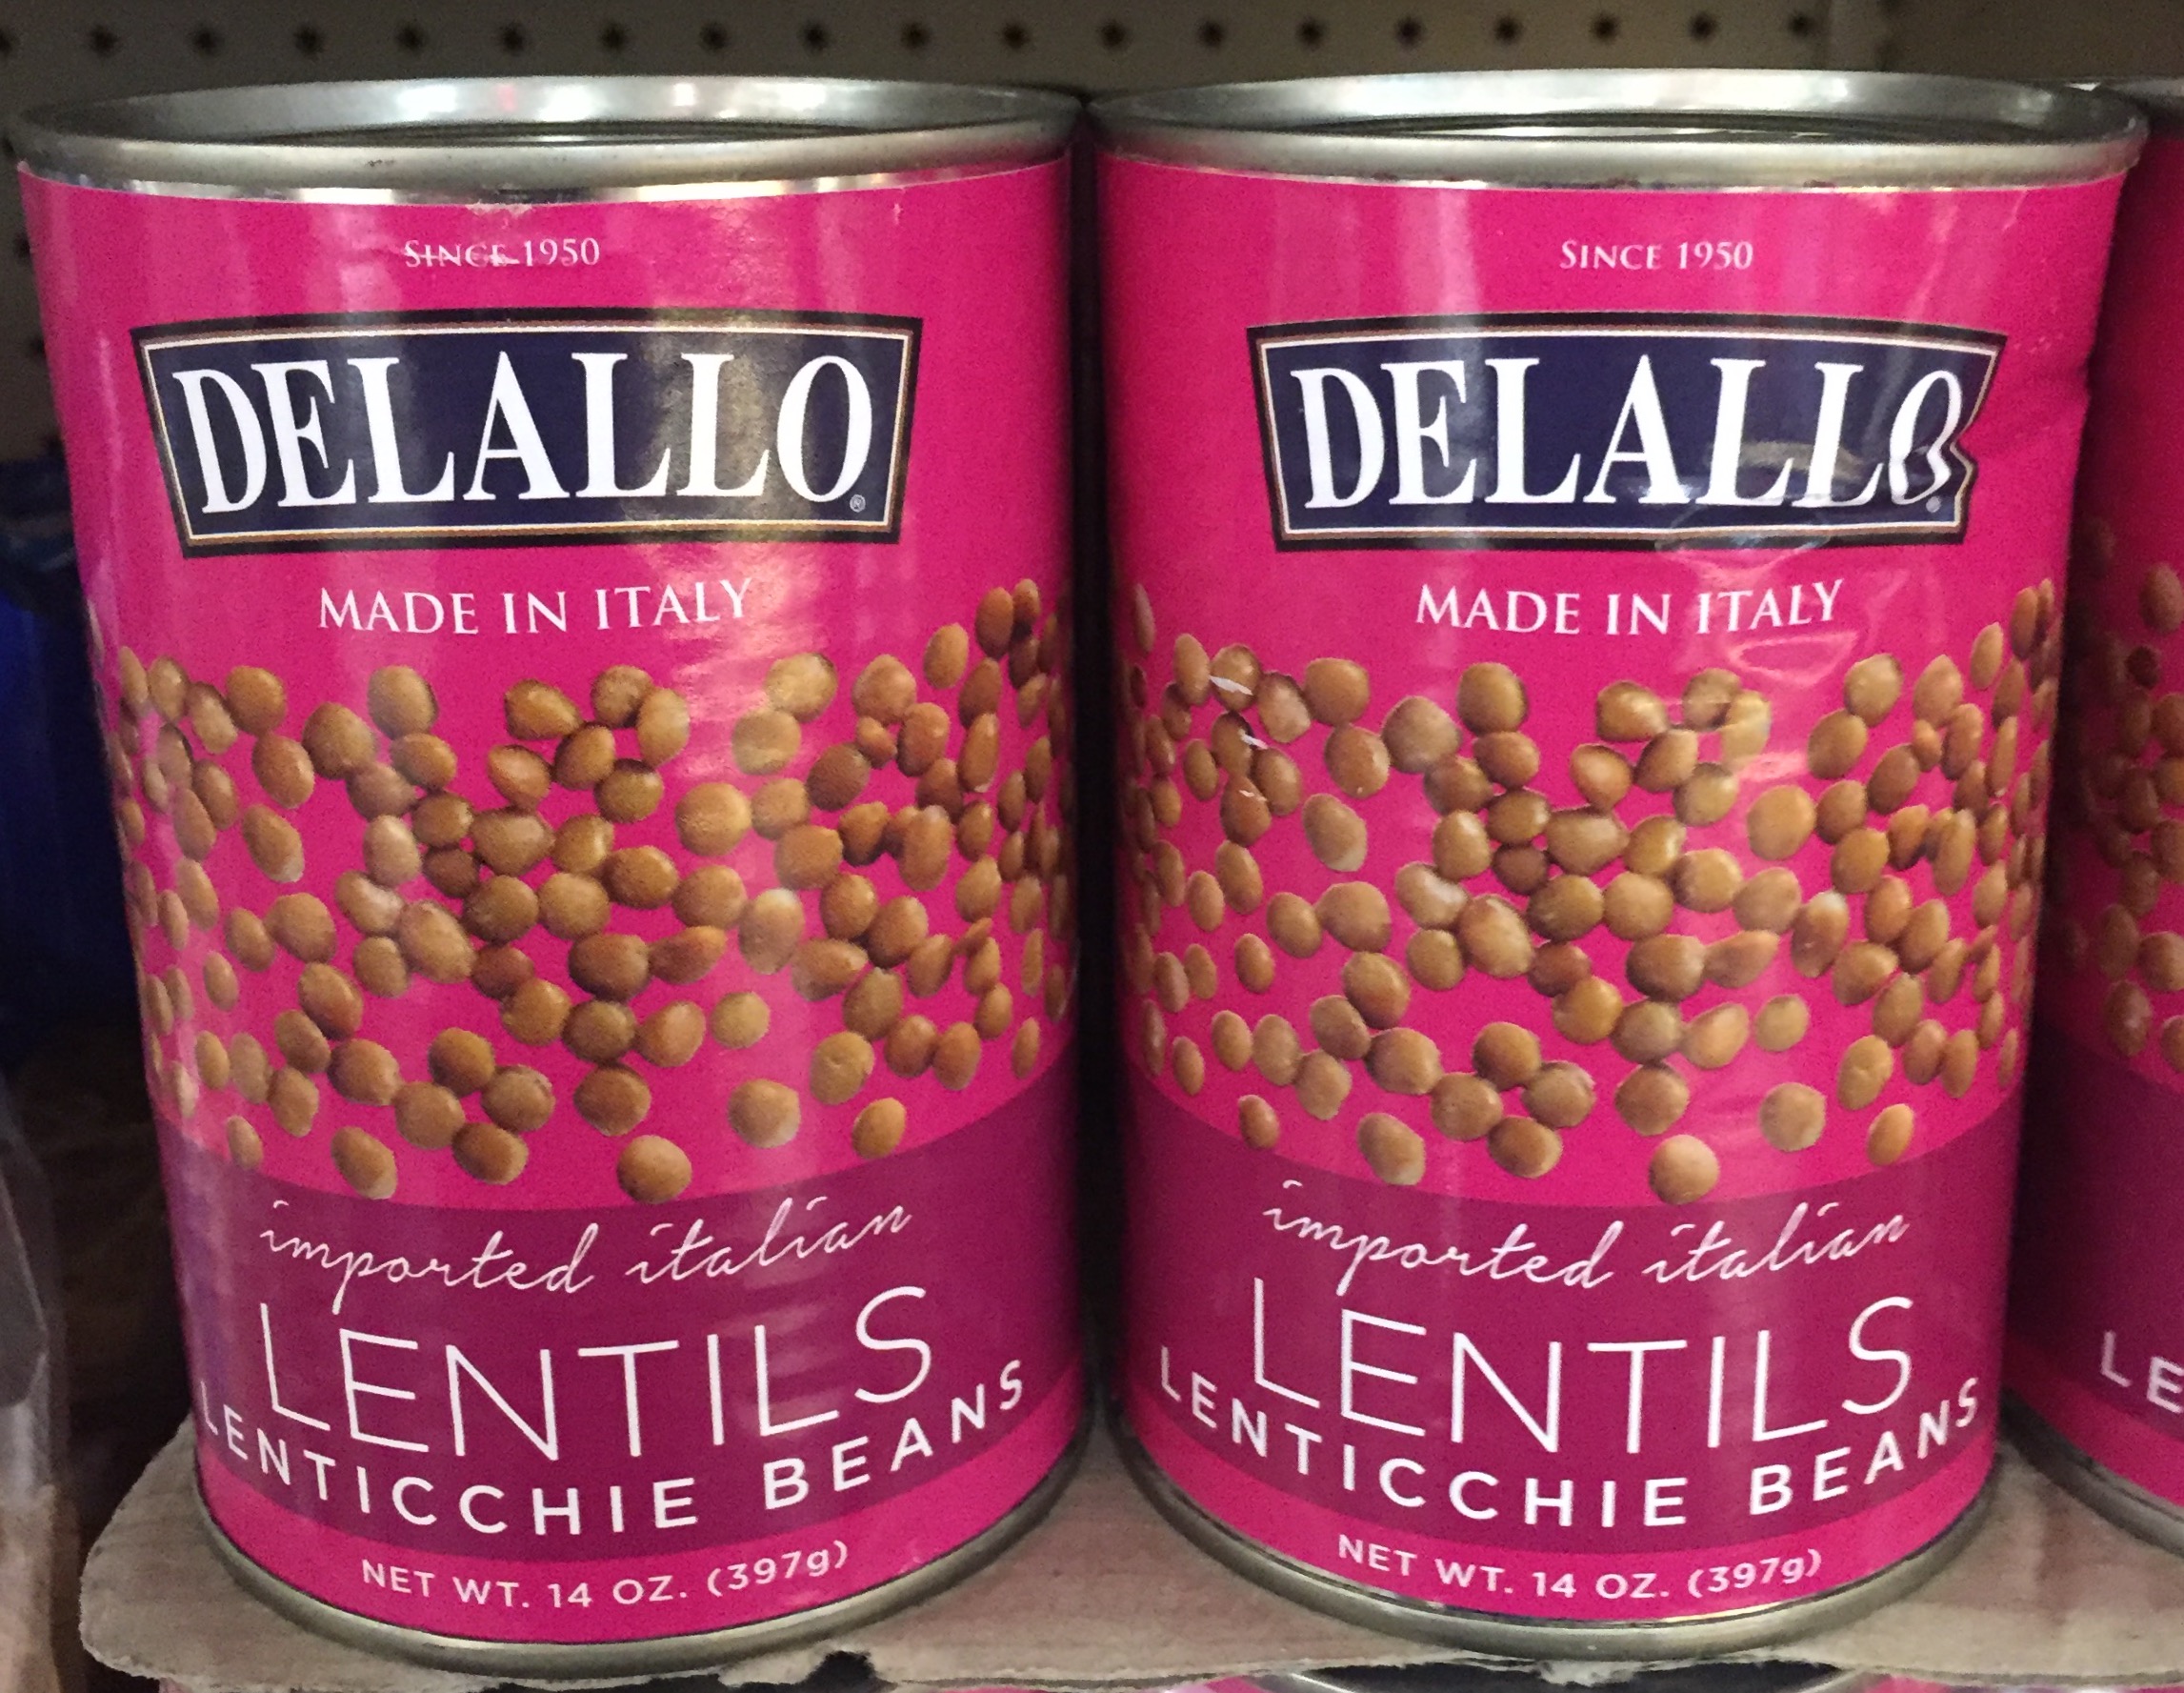 SINCE 1950
DELALLO®
MADE IN ITALY
imported italian
LENTILS
LENTICCHIE BEANS
NET WT. 14 OZ. (397g)
SINCE 1950
DELALLO
MADE IN ITALY
imported italian
LENTILS
LENTICCHIE BEANS
NET WT. 14 OZ. (397g)
LE